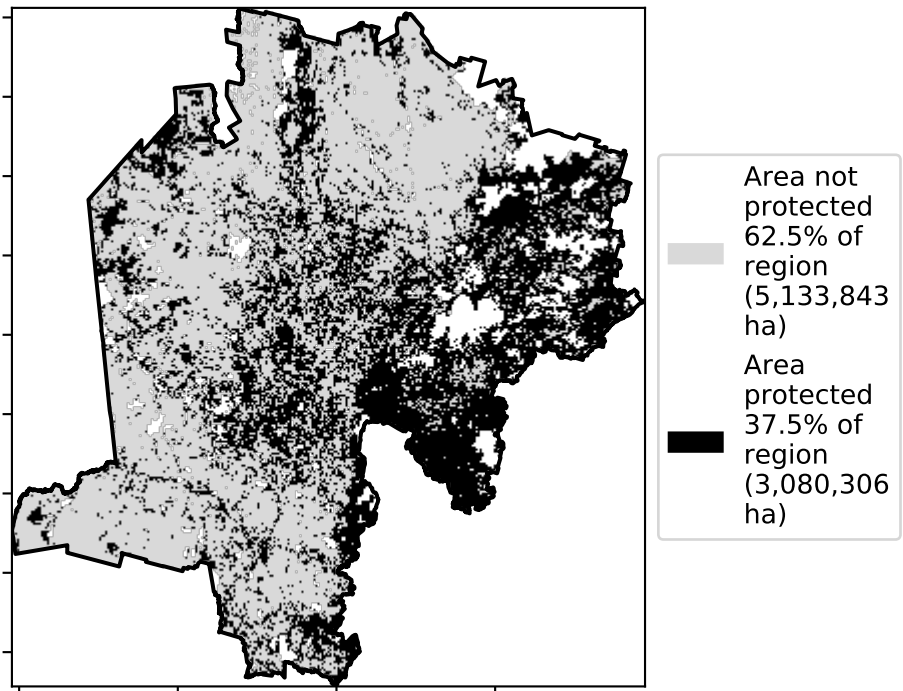 Area not
protected
62.5% of
region
(5,133,843
ha)
Area
protected
37.5% of
region
(3,080,306
ha)